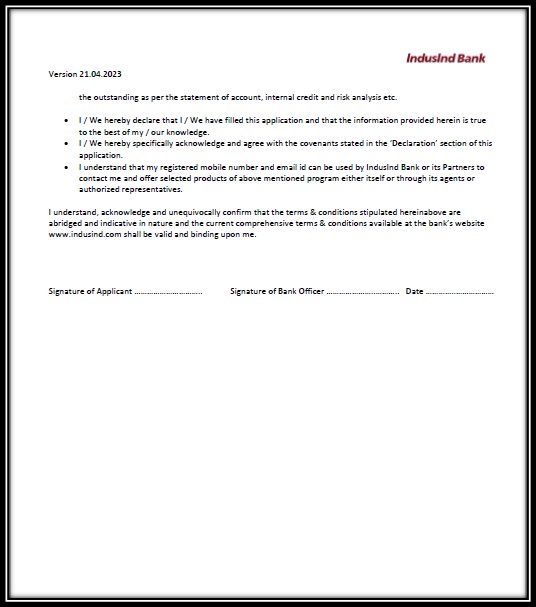 IndusInd Bank
Version 21.04.2023
the outstanding as per the statement of account, internal credit and risk analysis etc.
• I / We hereby declare that I / We have filled this application and that the information provided herein is true
to the best of my / our knowledge.
• I / We hereby specifically acknowledge and agree with the covenants stated in the 'Declaration' section of this
application.
• I understand that my registered mobile number and email id can be used by IndusInd Bank or its Partners to
contact me and offer selected products of above mentioned program either itself or through its agents or
authorized representatives.
I understand, acknowledge and unequivocally confirm that the terms & conditions stipulated hereinabove are
abridged and indicative in nature and the current comprehensive terms & conditions available at the bank's website
www.indusind.com shall be valid and binding upon me.
Signature of Applicant ................................ Signature of Bank Officer .................................. Date ................................